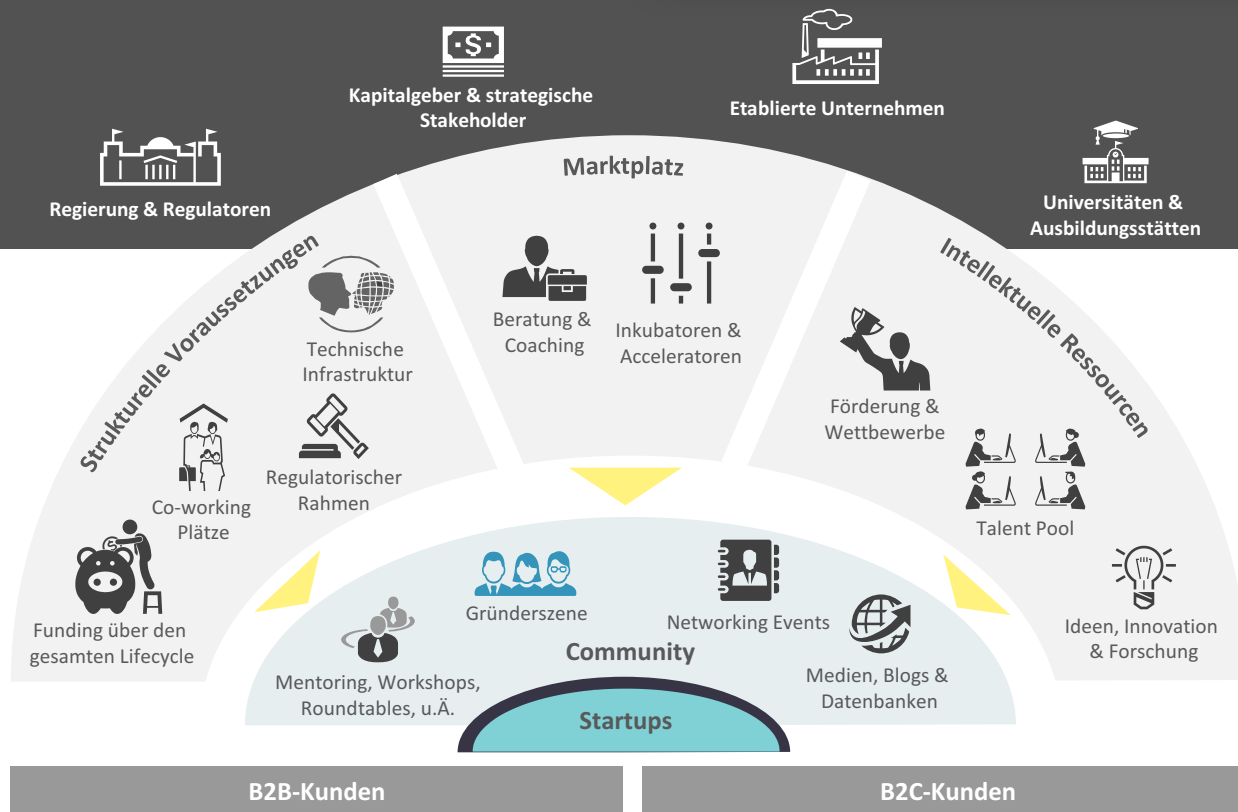 Kapitalgeber & strategische
Stakeholder
Etablierte Unternehmen
Regierung & Regulatoren
Universitäten &
Ausbildungsstätten
Strukturelle Voraussetzungen
Marktplatz
Intellektuelle Ressourcen
Technische
Infrastruktur
Regulatorischer
Rahmen
Co-working
Plätze
Funding über den
gesamten Lifecycle
Beratung &
Coaching
Inkubatoren &
Acceleratoren
Förderung &
Wettbewerbe
Talent Pool
Ideen, Innovation
& Forschung
Gründerszene
Networking Events
Mentoring, Workshops,
Roundtables, u.Ä.
Community
Medien, Blogs &
Datenbanken
Startups
B2B-Kunden
B2C-Kunden